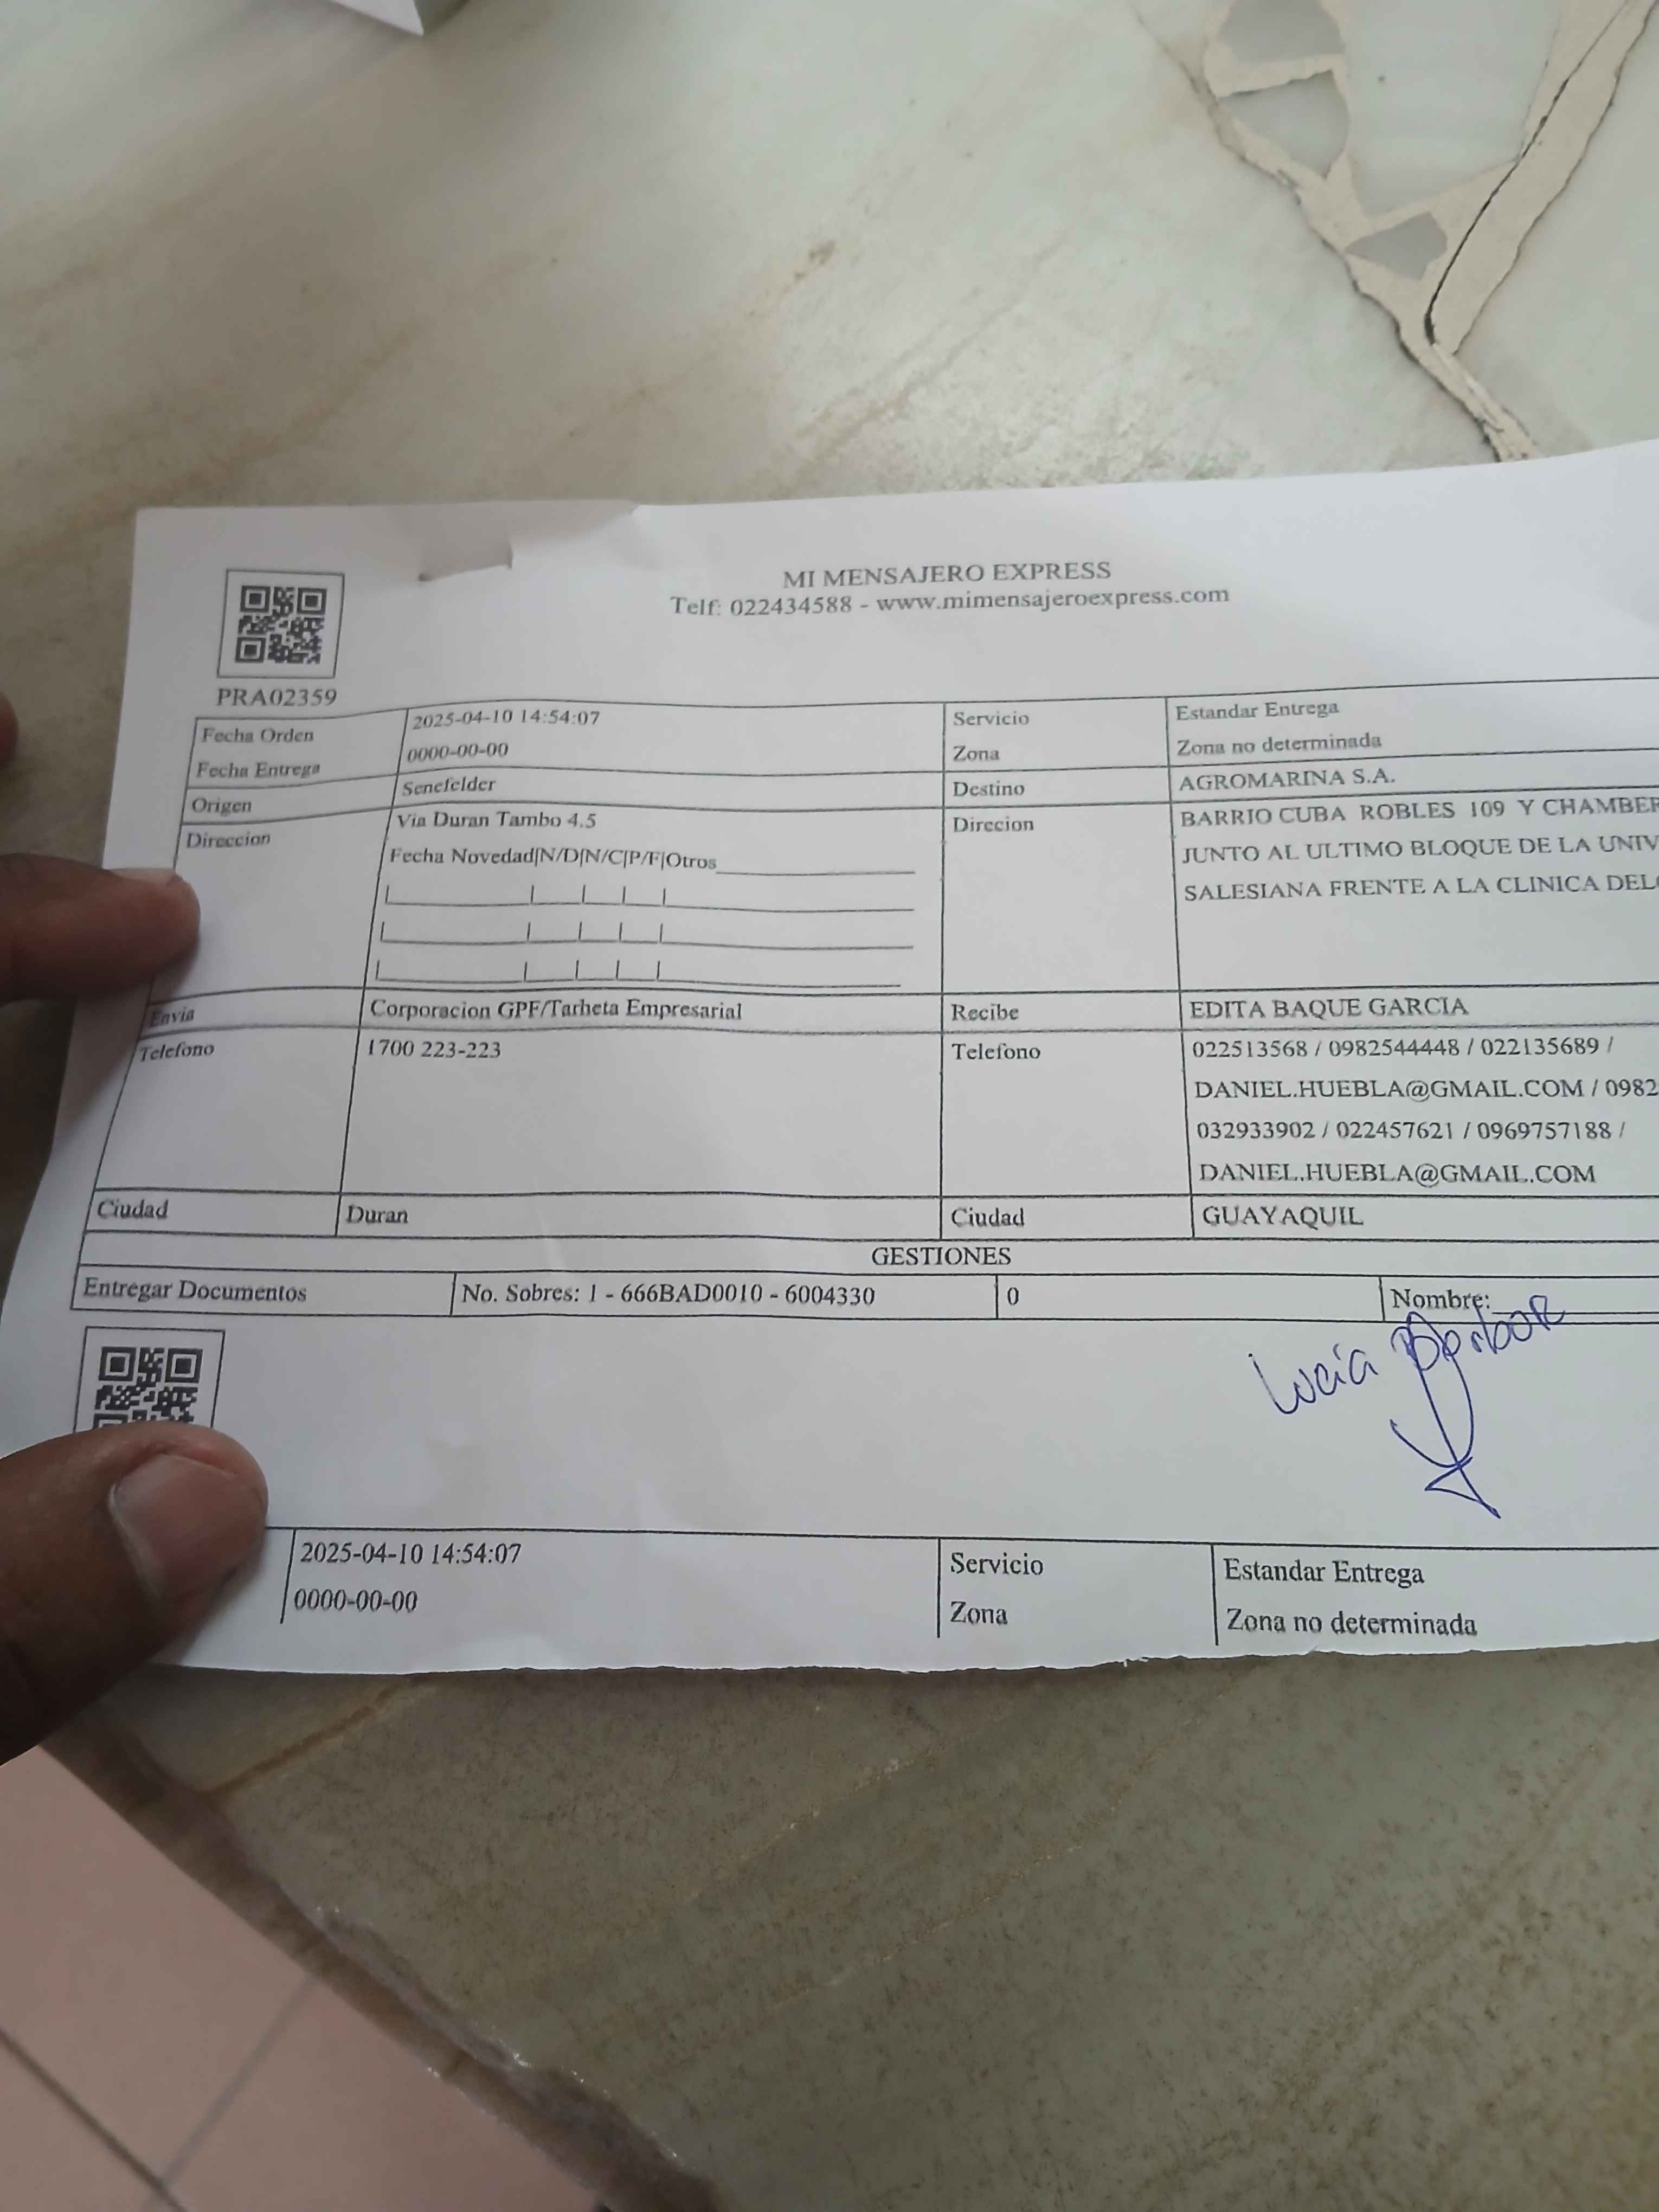 MI MENSAJERO EXPRESS
Telf: 022434588 - www.mimensajeroexpress.com
PRA02359
Fecha Orden 2025-04-10 14:54:07 Servicio Estandar Entrega
Fecha Entrega 0000-00-00 Zona Zona no determinada
Origen Senefelder Destino AGROMARINA S.A.
Direccion Via Duran Tambo 4.5 Direcion BARRIO CUBA ROBLES 109 Y CHAMBER
Fecha Novedad|N/D|N/C|P/F|Otros JUNTO AL ULTIMO BLOQUE DE LA UNIV
SALESIANA FRENTE A LA CLINICA DEL
Envia Corporacion GPF/Tarheta Empresarial Recibe EDITA BAQUE GARCIA
Telefono 1700 223-223 Telefono 022513568 / 0982544448 / 022135689 /
DANIEL.HUEBLA@GMAIL.COM / 0982
032933902 / 022457621 / 0969757188 /
DANIEL.HUEBLA@GMAIL.COM
Ciudad Duran Ciudad GUAYAQUIL
GESTIONES
Entregar Documentos No. Sobres: 1 - 666BAD0010 - 6004330 0 Nombre:
2025-04-10 14:54:07 Servicio Estandar Entrega
0000-00-00 Zona Zona no determinada